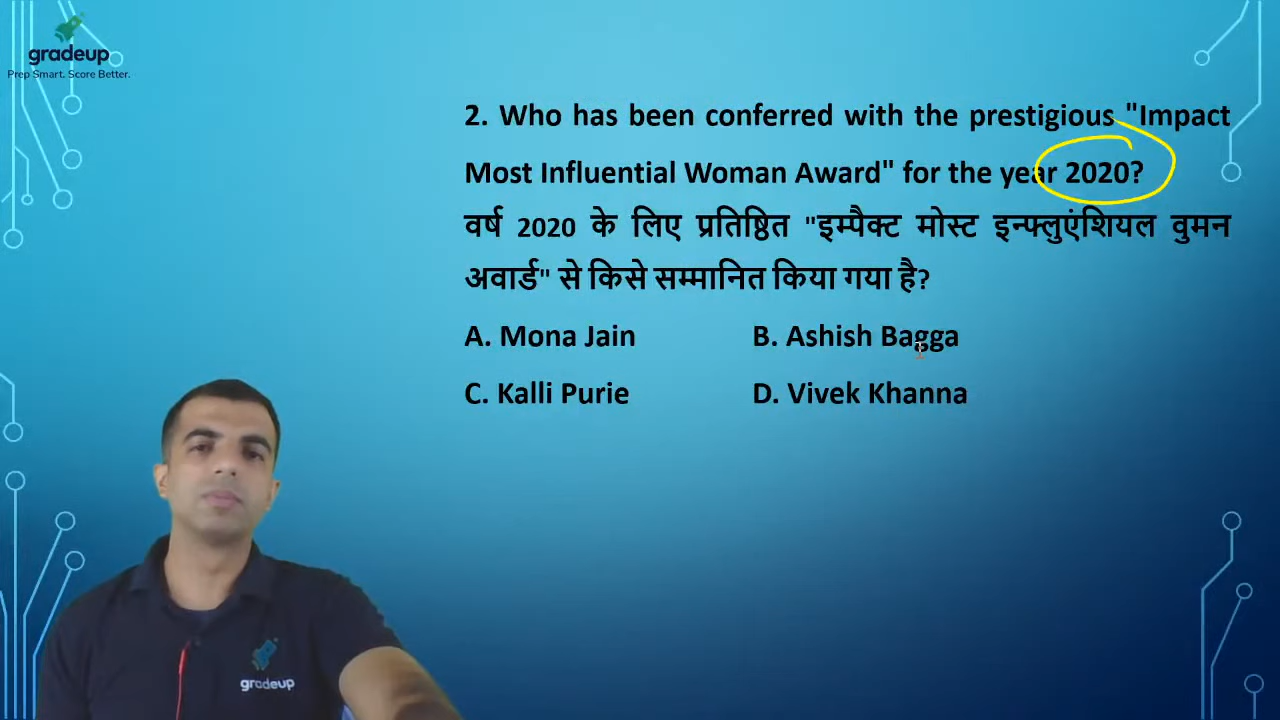 gradeup
Prep Smart. Score Better.
2. Who has been conferred with the prestigious "Impact
Most Influential Woman Award" for the year 2020?
वर्ष 2020 के लिए प्रतिष्ठित "इम्पैक्ट मोस्ट इन्फ्लुएंशियल वुमन
अवार्ड" से किसे सम्मानित किया गया है?
A. Mona Jain B. Ashish Bagga
C. Kalli Purie D. Vivek Khanna
gradeup